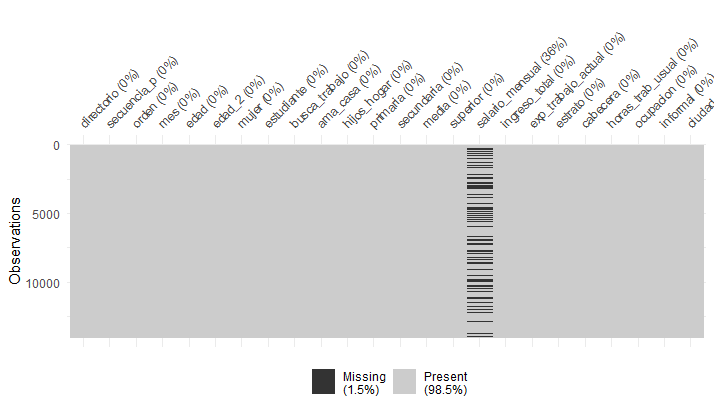 directorio (0%)
secuencia_p (0%)
orden (0%)
mes (0%)
edad (0%)
edad_2 (0%)
mujer (0%)
estudiante (0%)
busca_trabajo (0%)
ama_casa (0%)
hijos_hogar (0%)
primaria (0%)
secundaria (0%)
media (0%)
superior (0%)
salario_mensual (36%)
ingreso_total (0%)
exp_trabajo_actual (0%)
estrato (0%)
cabecera (0%)
horas_trab_usual (0%)
ocupacion (0%)
informal (0%)
ciudad
0
5000
10000
Observations
Missing
(1.5%)
Present
(98.5%)